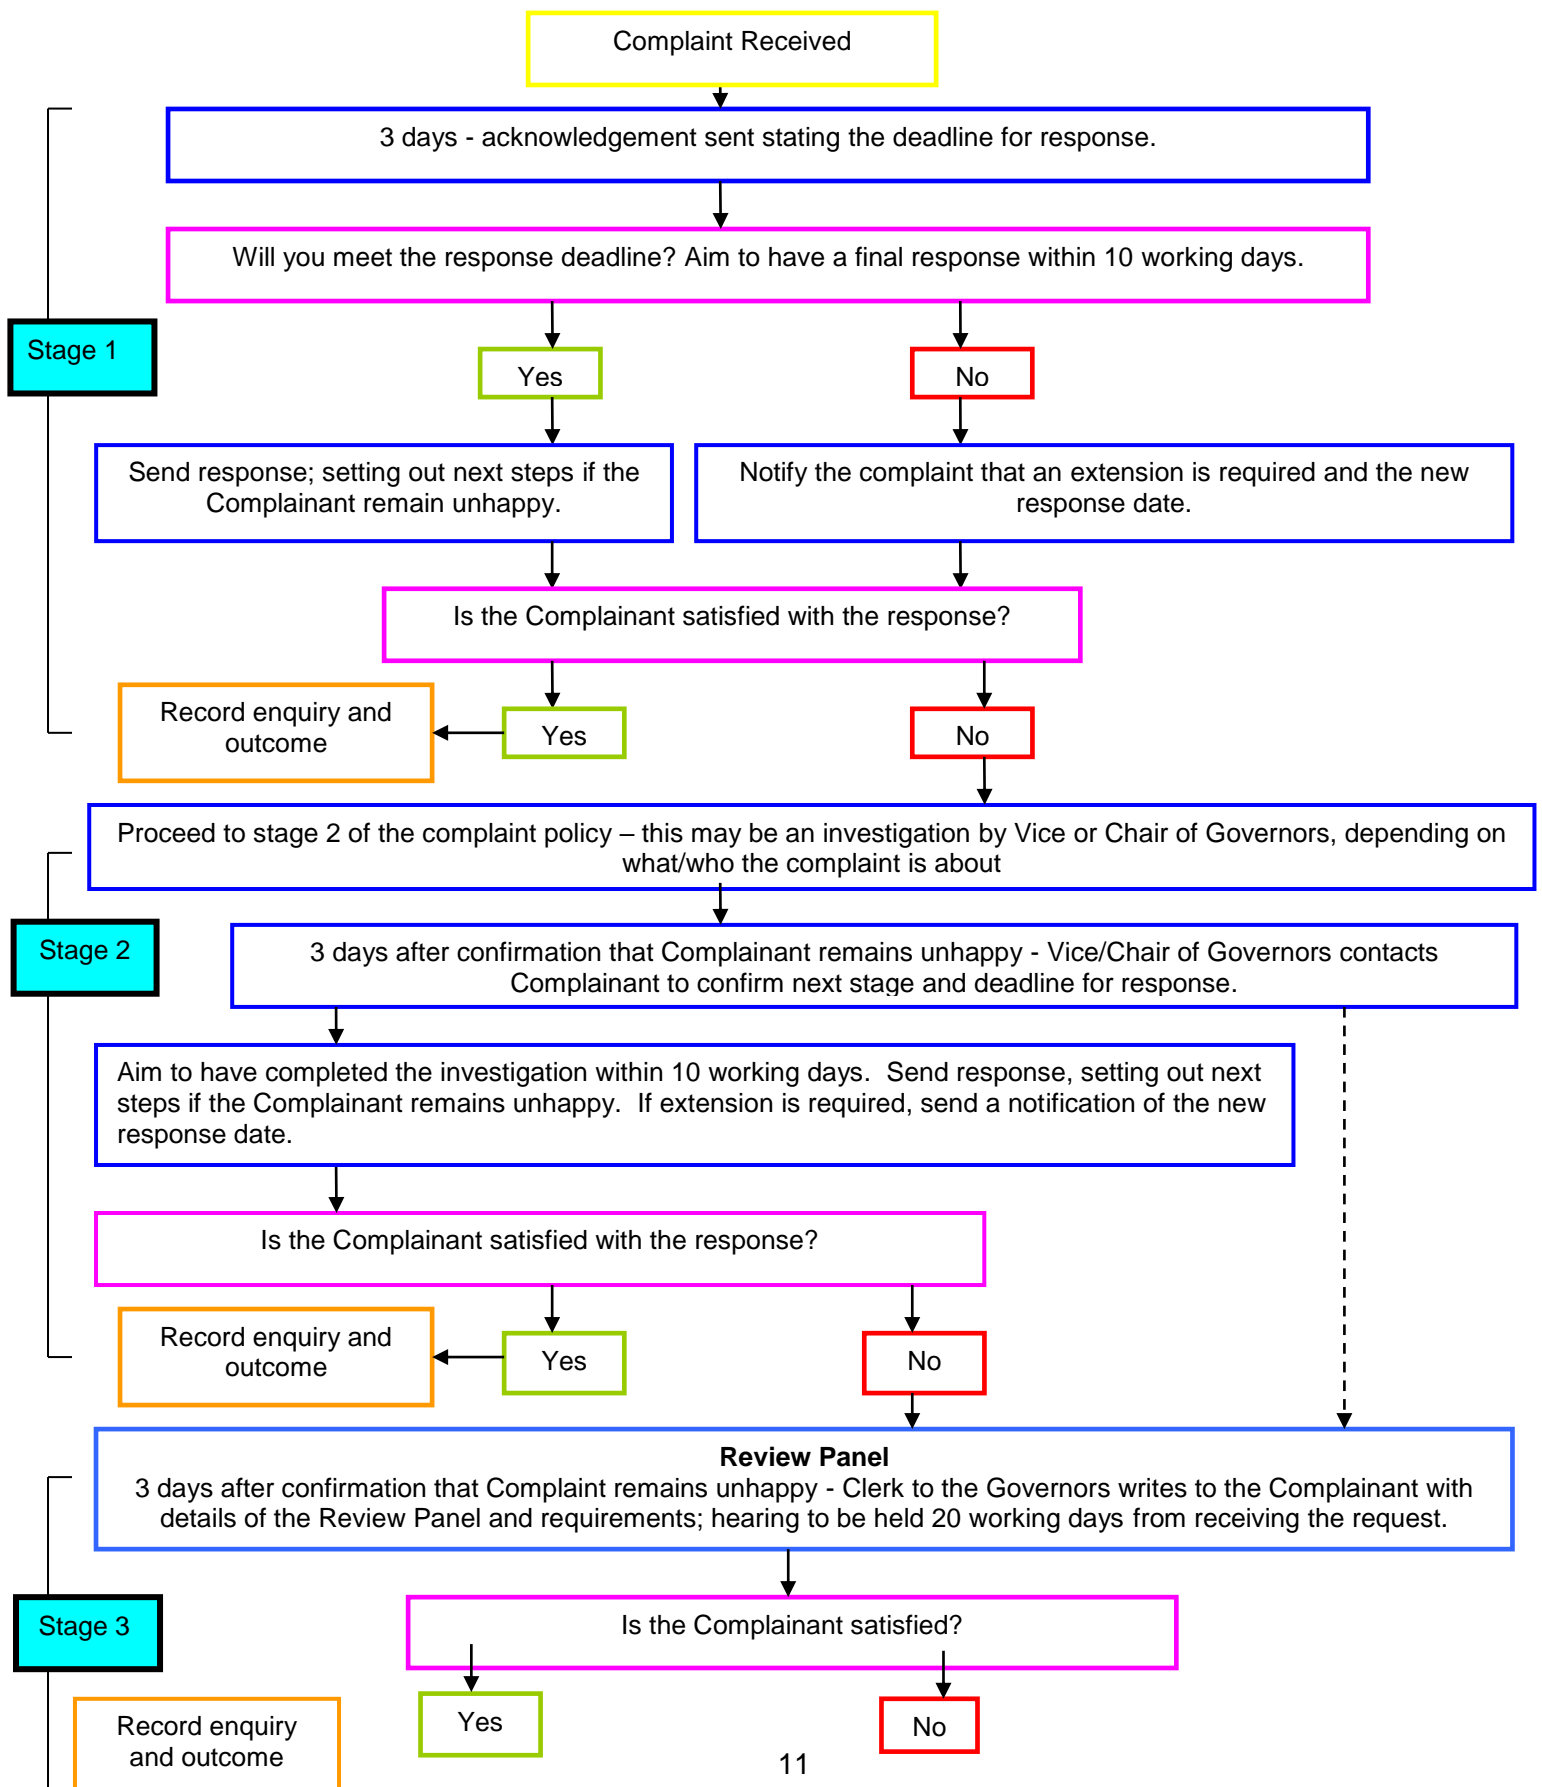 Complaint Received
3 days - acknowledgement sent stating the deadline for response.
Will you meet the response deadline? Aim to have a final response within 10 working days.
Stage 1
Yes
No
Send response; setting out next steps if the
Complainant remain unhappy.
Notify the complaint that an extension is required and the new
response date.
Is the Complainant satisfied with the response?
Record enquiry and
outcome
Yes
No
Proceed to stage 2 of the complaint policy – this may be an investigation by Vice or Chair of Governors, depending on
what/who the complaint is about
Stage 2
3 days after confirmation that Complainant remains unhappy - Vice/Chair of Governors contacts
Complainant to confirm next stage and deadline for response.
Aim to have completed the investigation within 10 working days.  Send response, setting out next
steps if the Complainant remains unhappy.  If extension is required, send a notification of the new
response date.
Is the Complainant satisfied with the response?
Record enquiry and
outcome
Yes
No
Review Panel
3 days after confirmation that Complaint remains unhappy - Clerk to the Governors writes to the Complainant with
details of the Review Panel and requirements; hearing to be held 20 working days from receiving the request.
Stage 3
Is the Complainant satisfied?
Yes
No
Record enquiry
and outcome
11